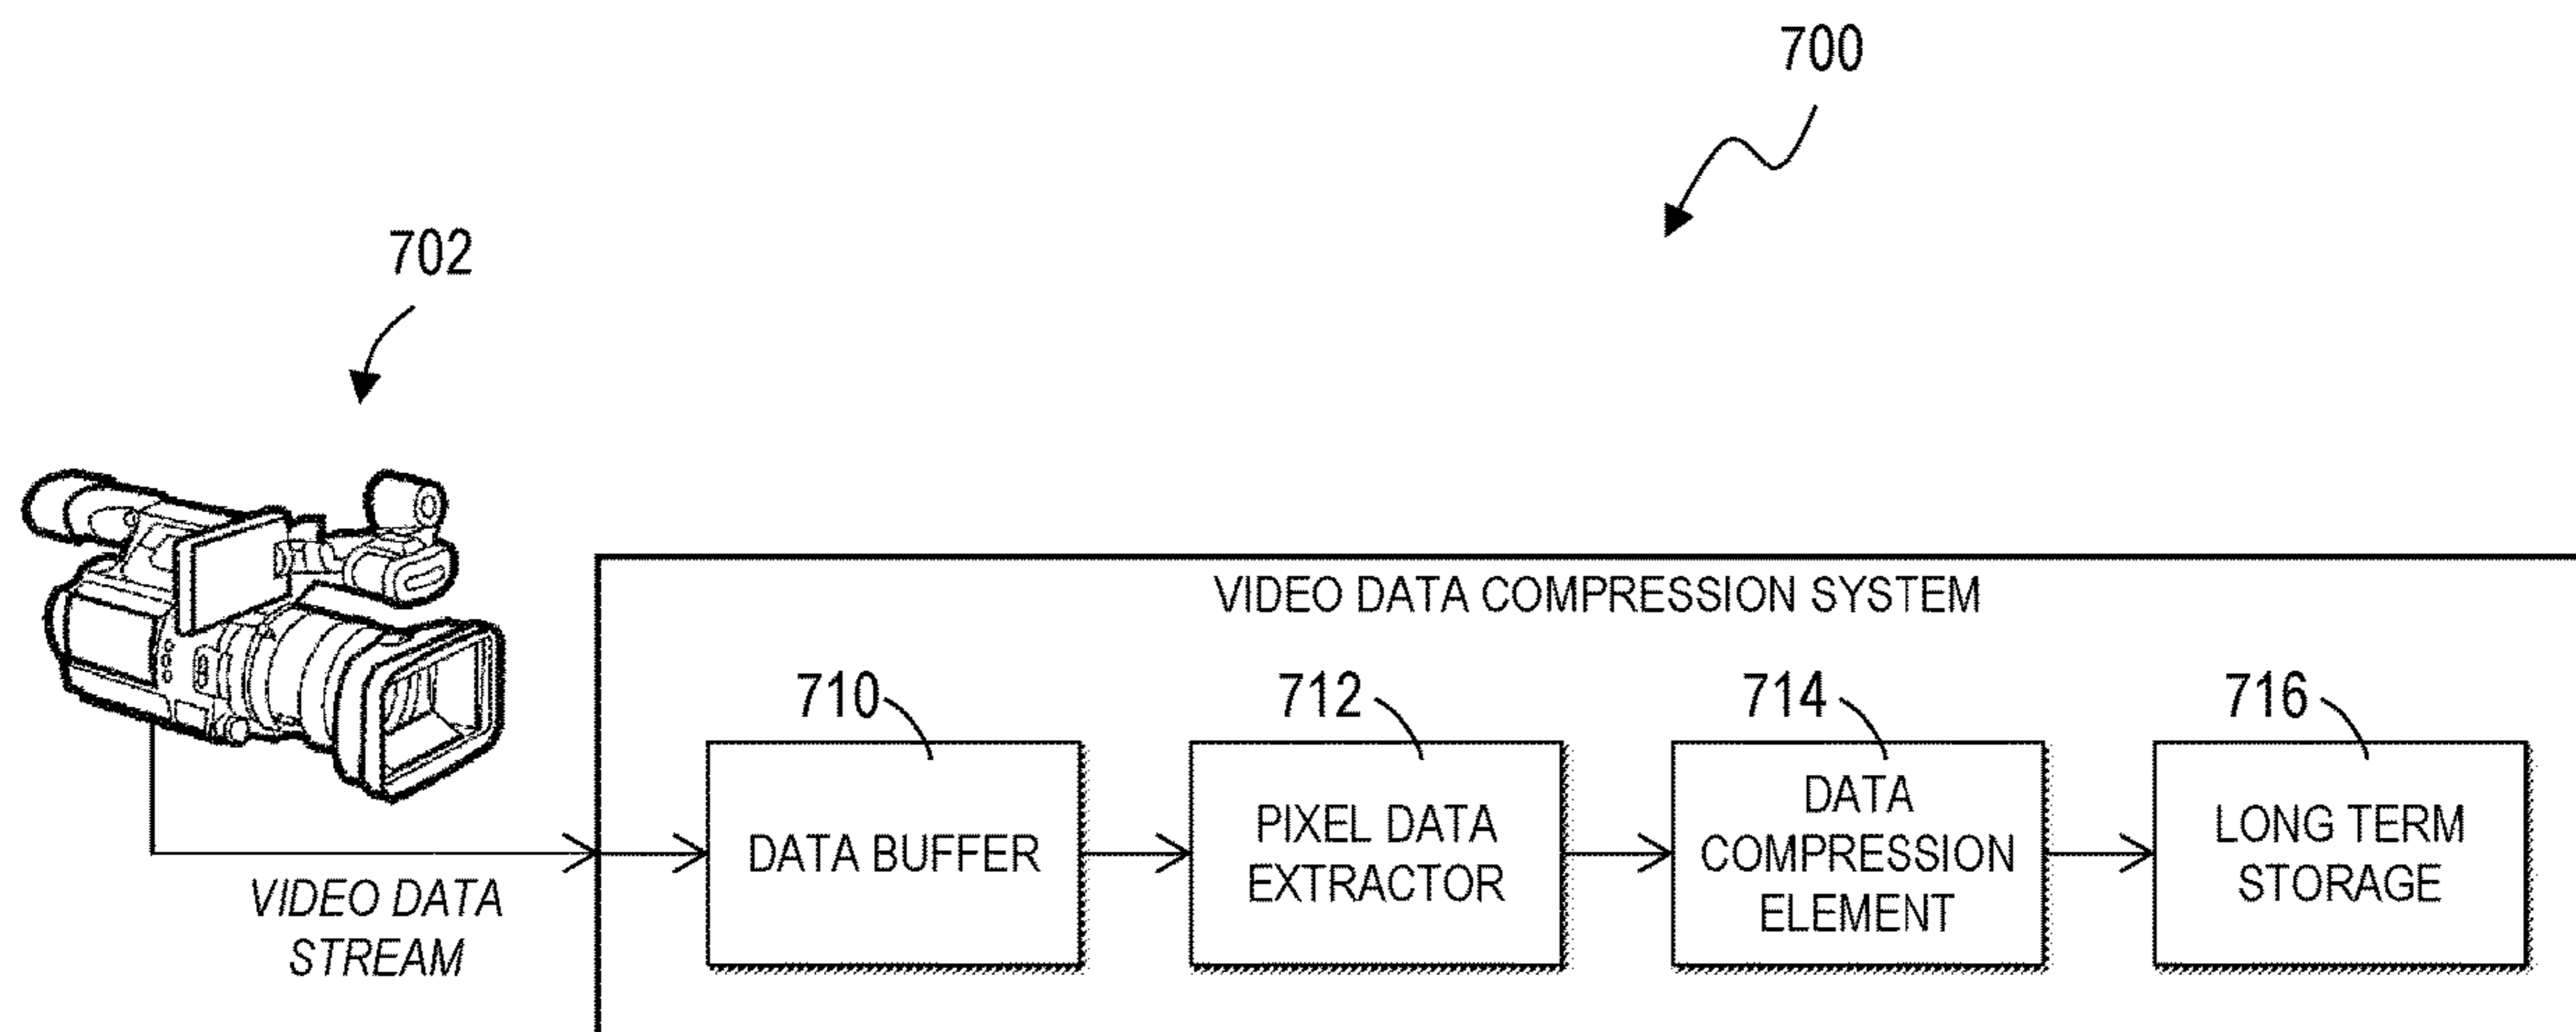 700
702
VIDEO DATA COMPRESSION SYSTEM
710
712
714
716
DATA BUFFER
PIXEL DATA
EXTRACTOR
DATA
COMPRESSION
ELEMENT
LONG TERM
STORAGE
VIDEO DATA
STREAM